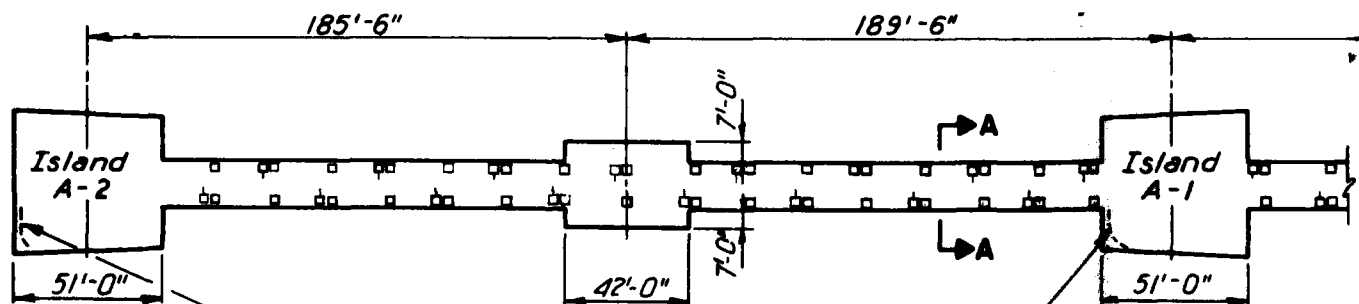 185'-6"
189'-6"
7'-0"
A
Island
A-2
Island
A-1
A
7'-0"
51'-0"
42'-0"
51'-0"